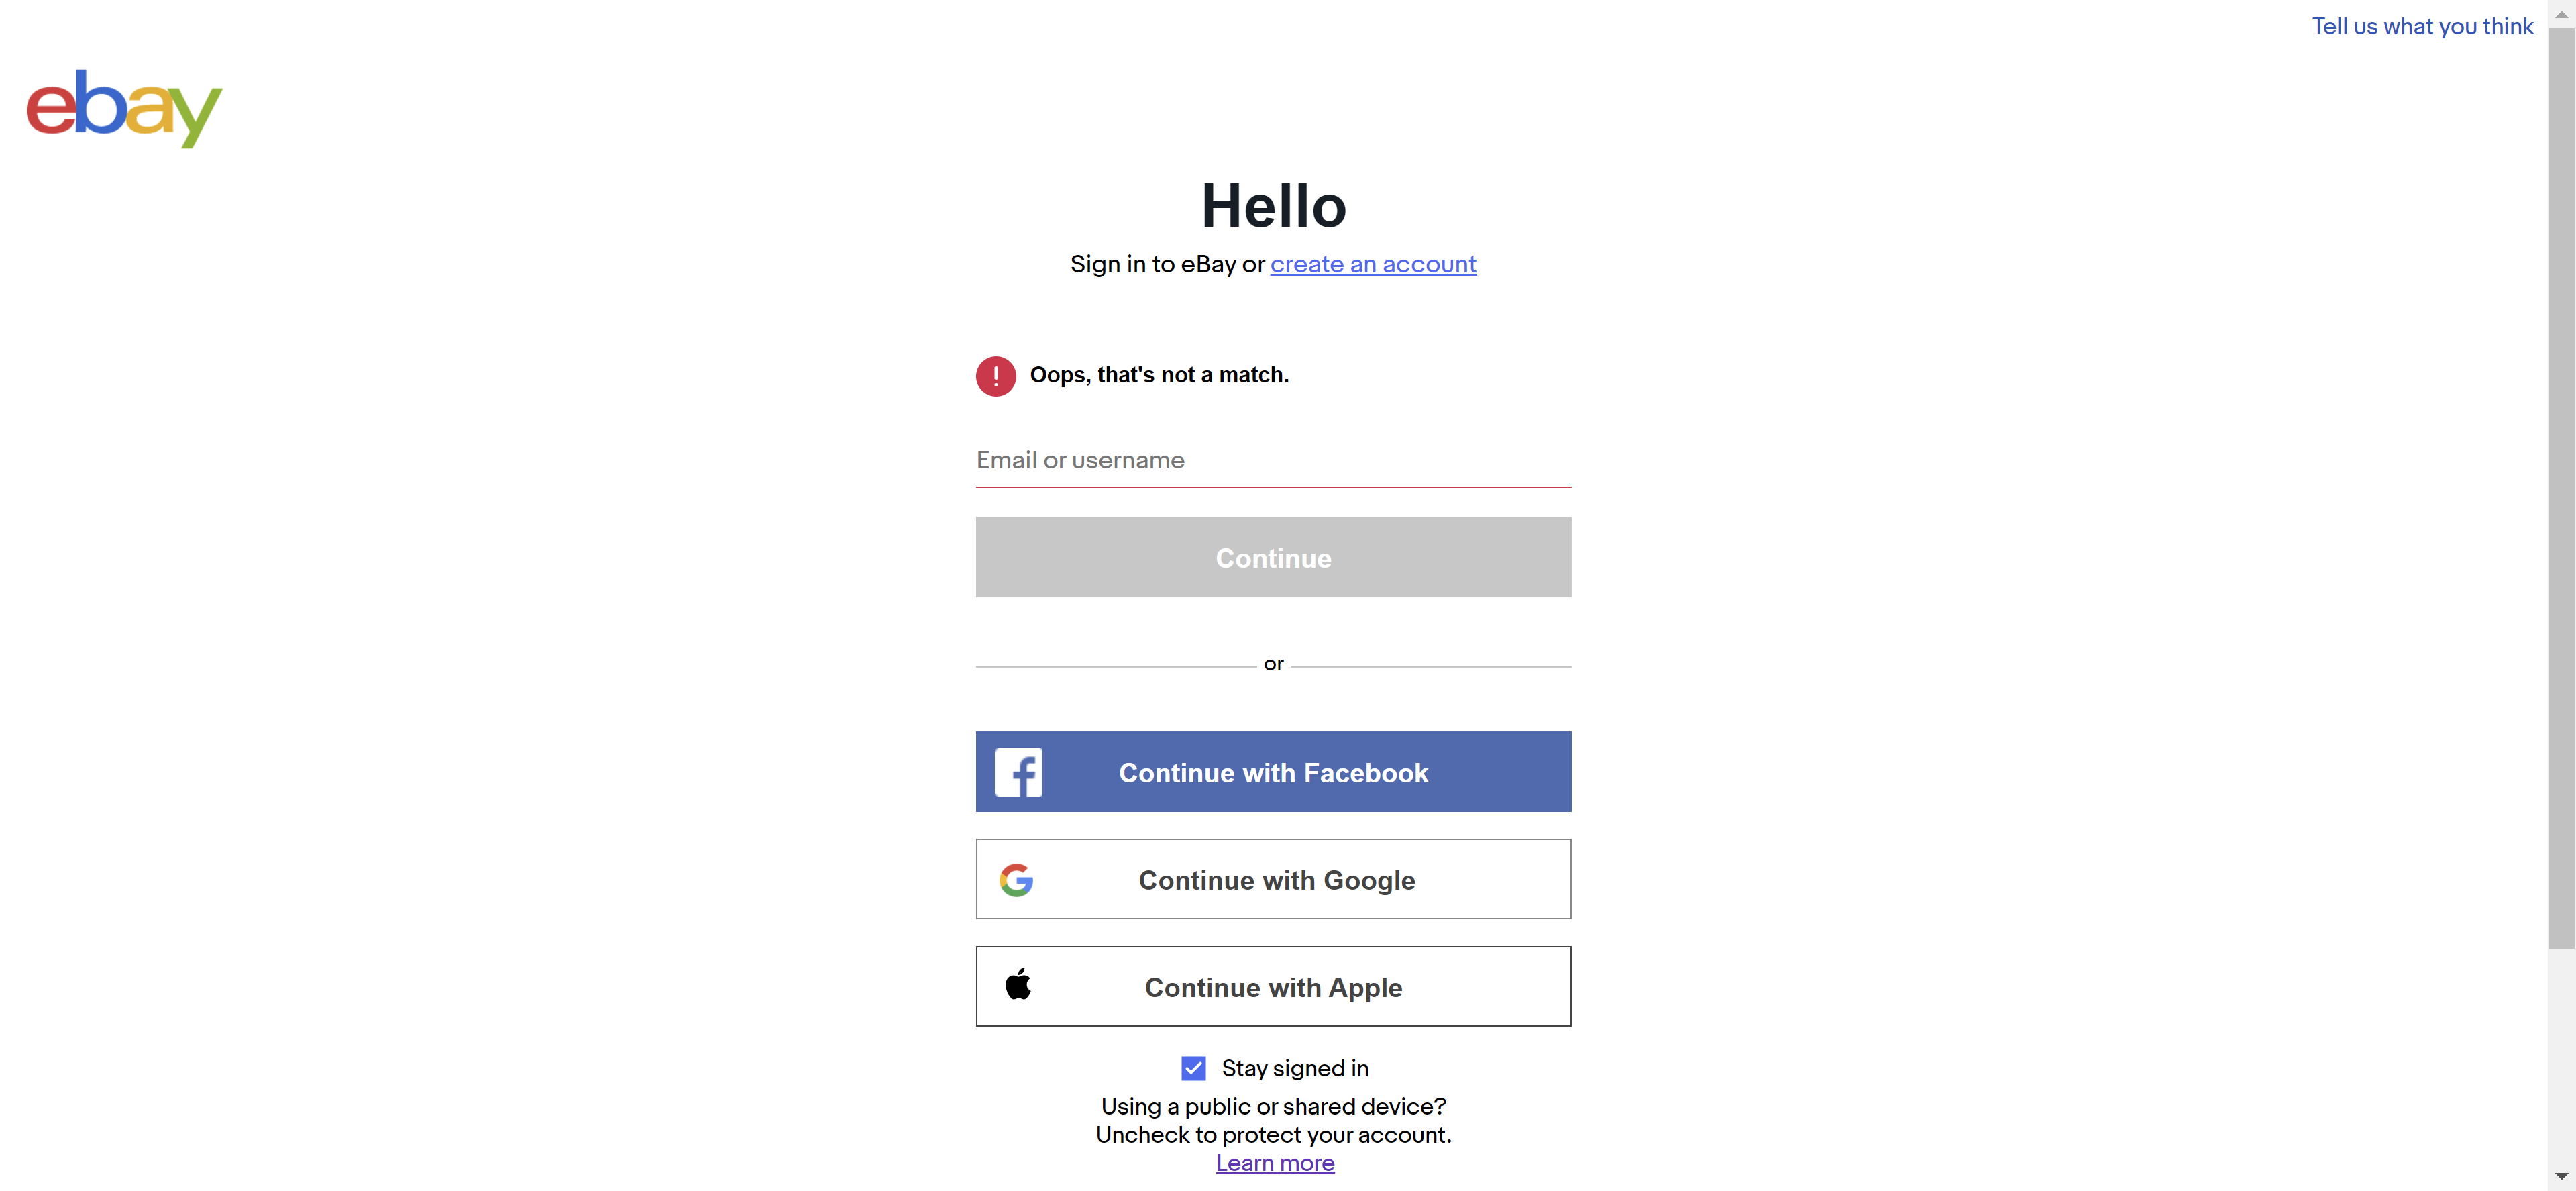 Tell us what you think
ebay
Hello
Sign in to eBay or create an account
Oops, that's not a match.
Email or username
Continue
or
Continue with Facebook
Continue with Google
Continue with Apple
Stay signed in
Using a public or shared device?
Uncheck to protect your account.
Learn more